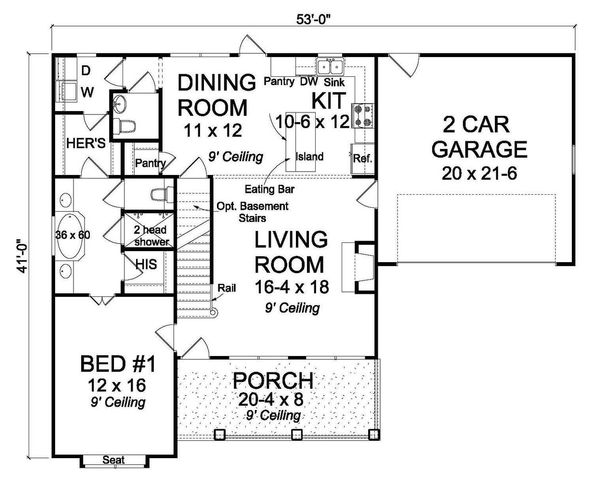 53'-0"
D
W
DINING
ROOM
11 x 12
9' Ceiling
Pantry
DW
Sink
KIT
10-6 x 12
Island
Ref.
Eating Bar
2 CAR
GARAGE
20 x 21-6
HER'S
Pantry
Opt. Basement
Stairs
41'-0"
36 x 60
2 head
shower
HIS
LIVING
ROOM
16-4 x 18
9' Ceiling
Rail
BED #1
12 x 16
9' Ceiling
PORCH
20-4 x 8
9' Ceiling
Seat